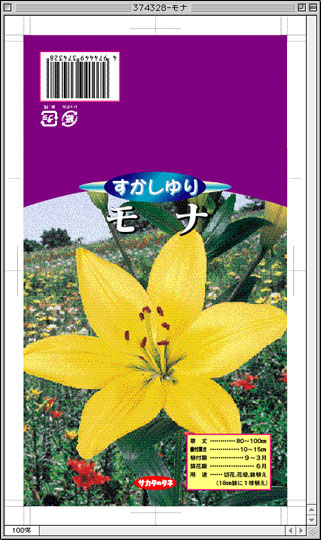 374328-モナ
4 974449 374328
すかしゆり
モナ
草　丈 ………… 80～100㎝
植付深さ ………… 10～15㎝
植付期 ………… 9～3月
開花期 ………… 6月
用　途 …… 切花、花壇、鉢植え
(18㎝鉢に1球植え)
サカタのタネ
100%